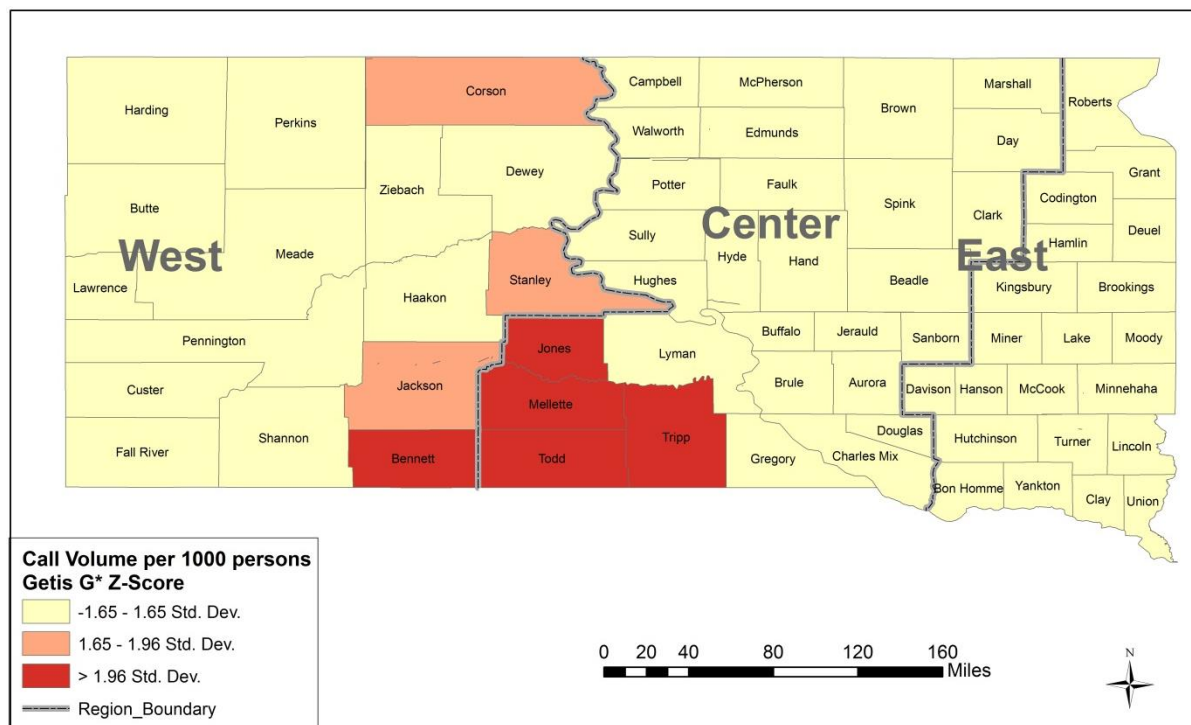 Harding
Perkins
Corson
Campbell
McPherson
Brown
Marshall
Roberts
Walworth
Edmunds
Day
Dewey
Ziebach
Potter
Faulk
Spink
Clark
Codington
Grant
Butte
Meade
Sully
Hyde
Hand
Hamlin
Deuel
West
Center
East
Lawrence
Haakon
Stanley
Hughes
Beadle
Kingsbury
Brookings
Pennington
Jones
Lyman
Buffalo
Jerauld
Sanborn
Miner
Lake
Moody
Custer
Jackson
Mellette
Brule
Aurora
Davison
Hanson
McCook
Minnehaha
Fall River
Shannon
Bennett
Todd
Tripp
Gregory
Charles Mix
Douglas
Hutchinson
Turner
Lincoln
Bon Homme
Yankton
Clay
Union
Call Volume per 1000 persons
Getis G* Z-Score
-1.65 - 1.65 Std. Dev.
1.65 - 1.96 Std. Dev.
> 1.96 Std. Dev.
Region_Boundary
0 10 20 40 80 120 160
Miles
N